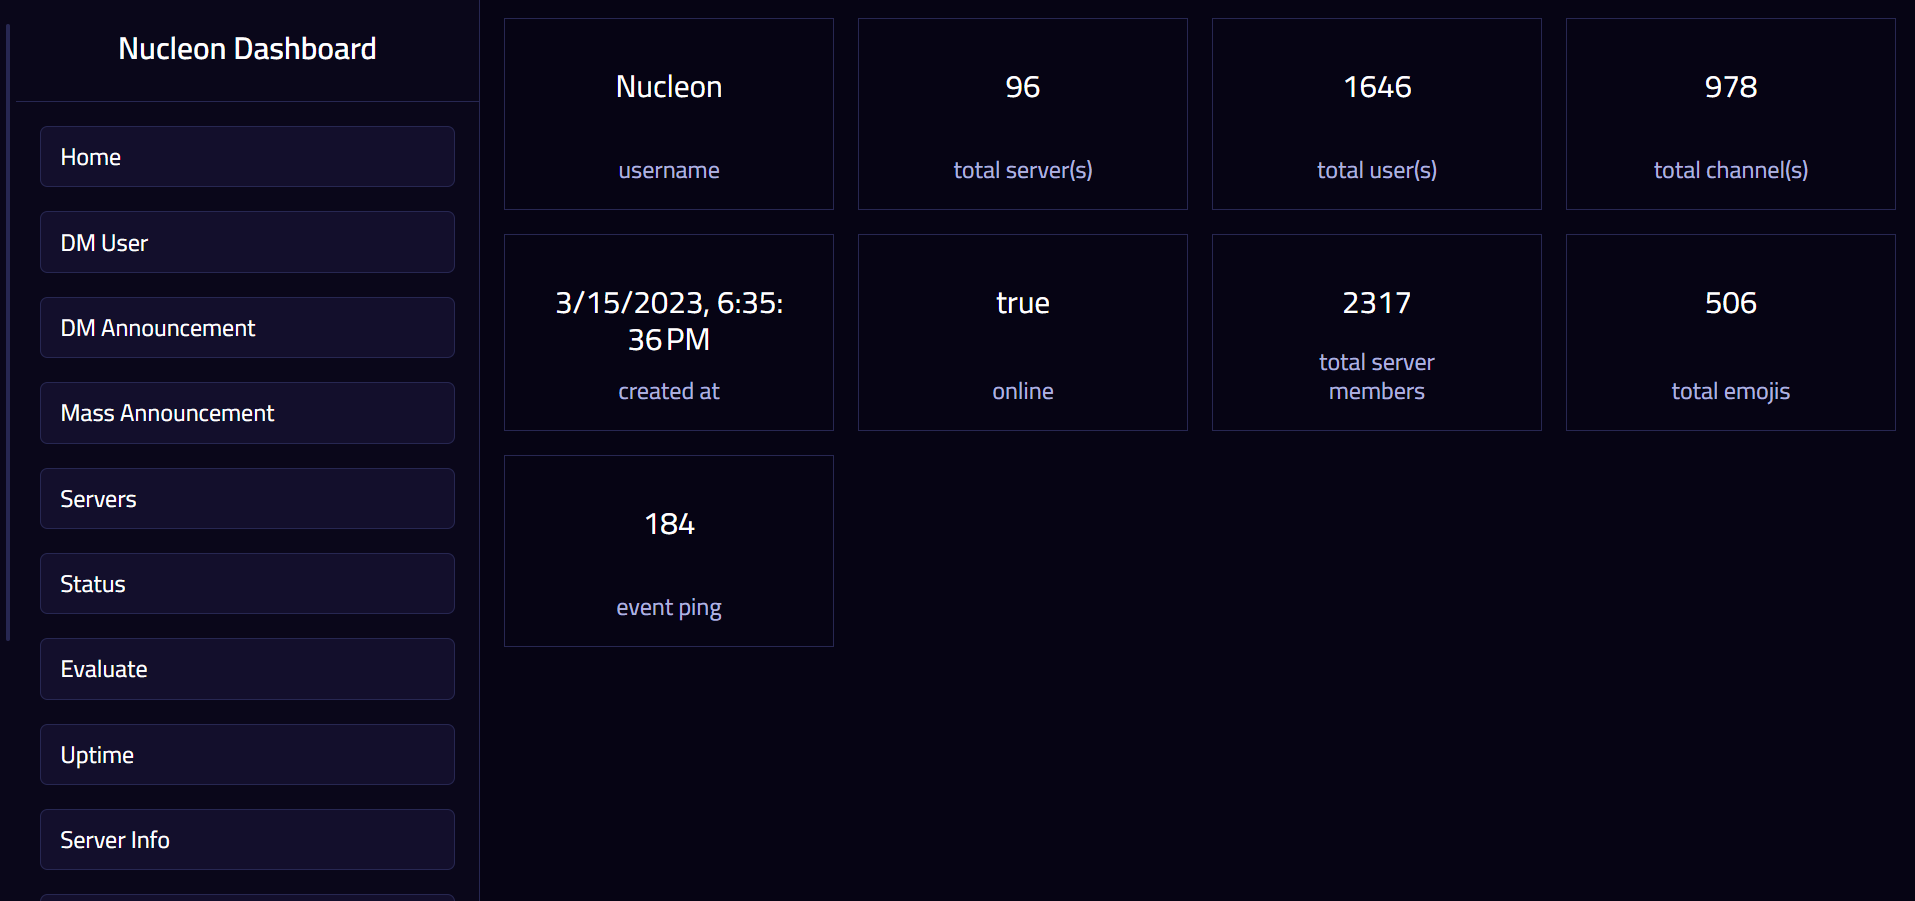 Nucleon Dashboard
Home
DM User
DM Announcement
Mass Announcement
Servers
Status
Evaluate
Uptime
Server Info
Nucleon
username
96
total server(s)
1646
total user(s)
978
total channel(s)
3/15/2023, 6:35:
36 PM
created at
true
online
2317
total server
members
506
total emojis
184
event ping